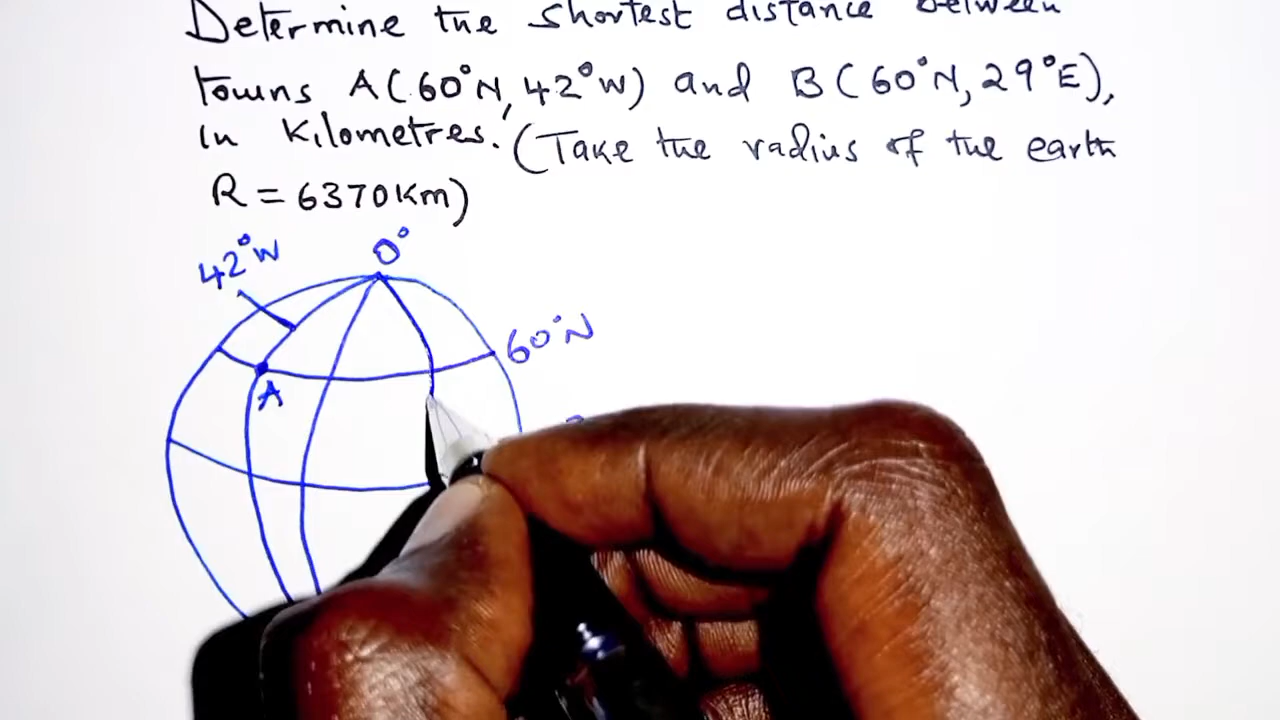 Determine the shortest distance between
towns A(60°N, 42°W) and B(60°N, 29°E),
in Kilometres. (Take the radius of the earth
R = 6370Km)
42°W
0°
60°N
A